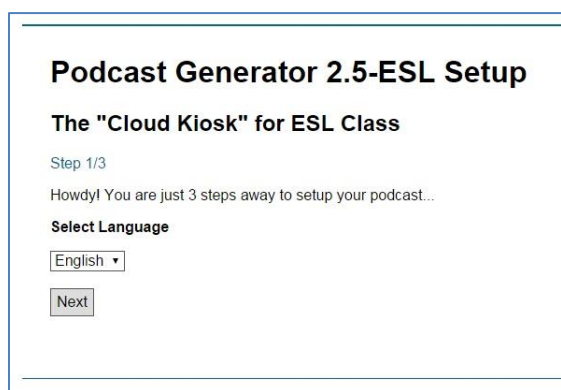 Podcast Generator 2.5-ESL Setup
The "Cloud Kiosk" for ESL Class
Step 1/3
Howdy! You are just 3 steps away to setup your podcast...
Select Language
English
Next